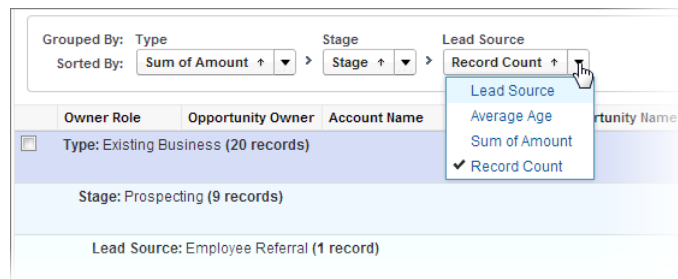 Grouped By: Type Stage Lead Source
Sorted By: Sum of Amount ↑ > Stage ↑ > Record Count ↑
Lead Source
Average Age
Sum of Amount
✔ Record Count
Owner Role Opportunity Owner Account Name rtunity Name
Type: Existing Business (20 records)
Stage: Prospecting (9 records)
Lead Source: Employee Referral (1 record)